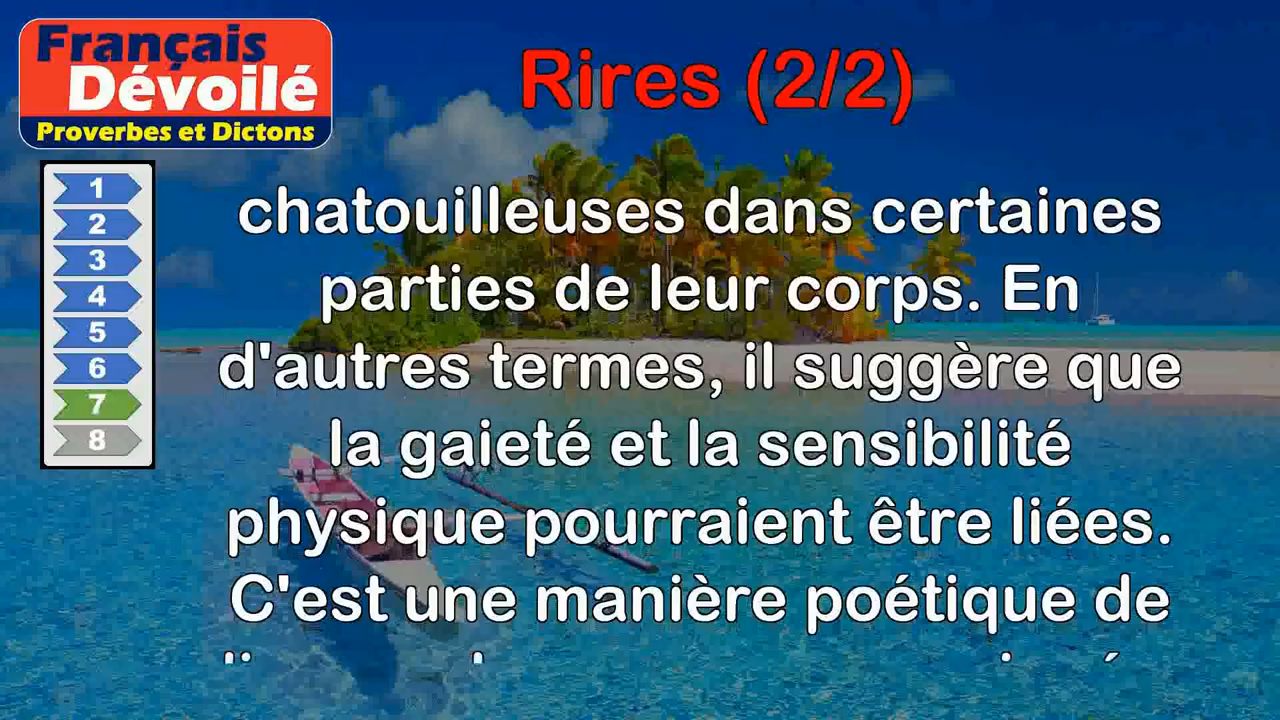 Français
Dévoilé
Proverbes et Dictons
Rires (2/2)
1
2
3
4
5
6
7
8
chatouilleuses dans certaines
parties de leur corps. En
d'autres termes, il suggère que
la gaieté et la sensibilité
physique pourraient être liées.
C'est une manière poétique de